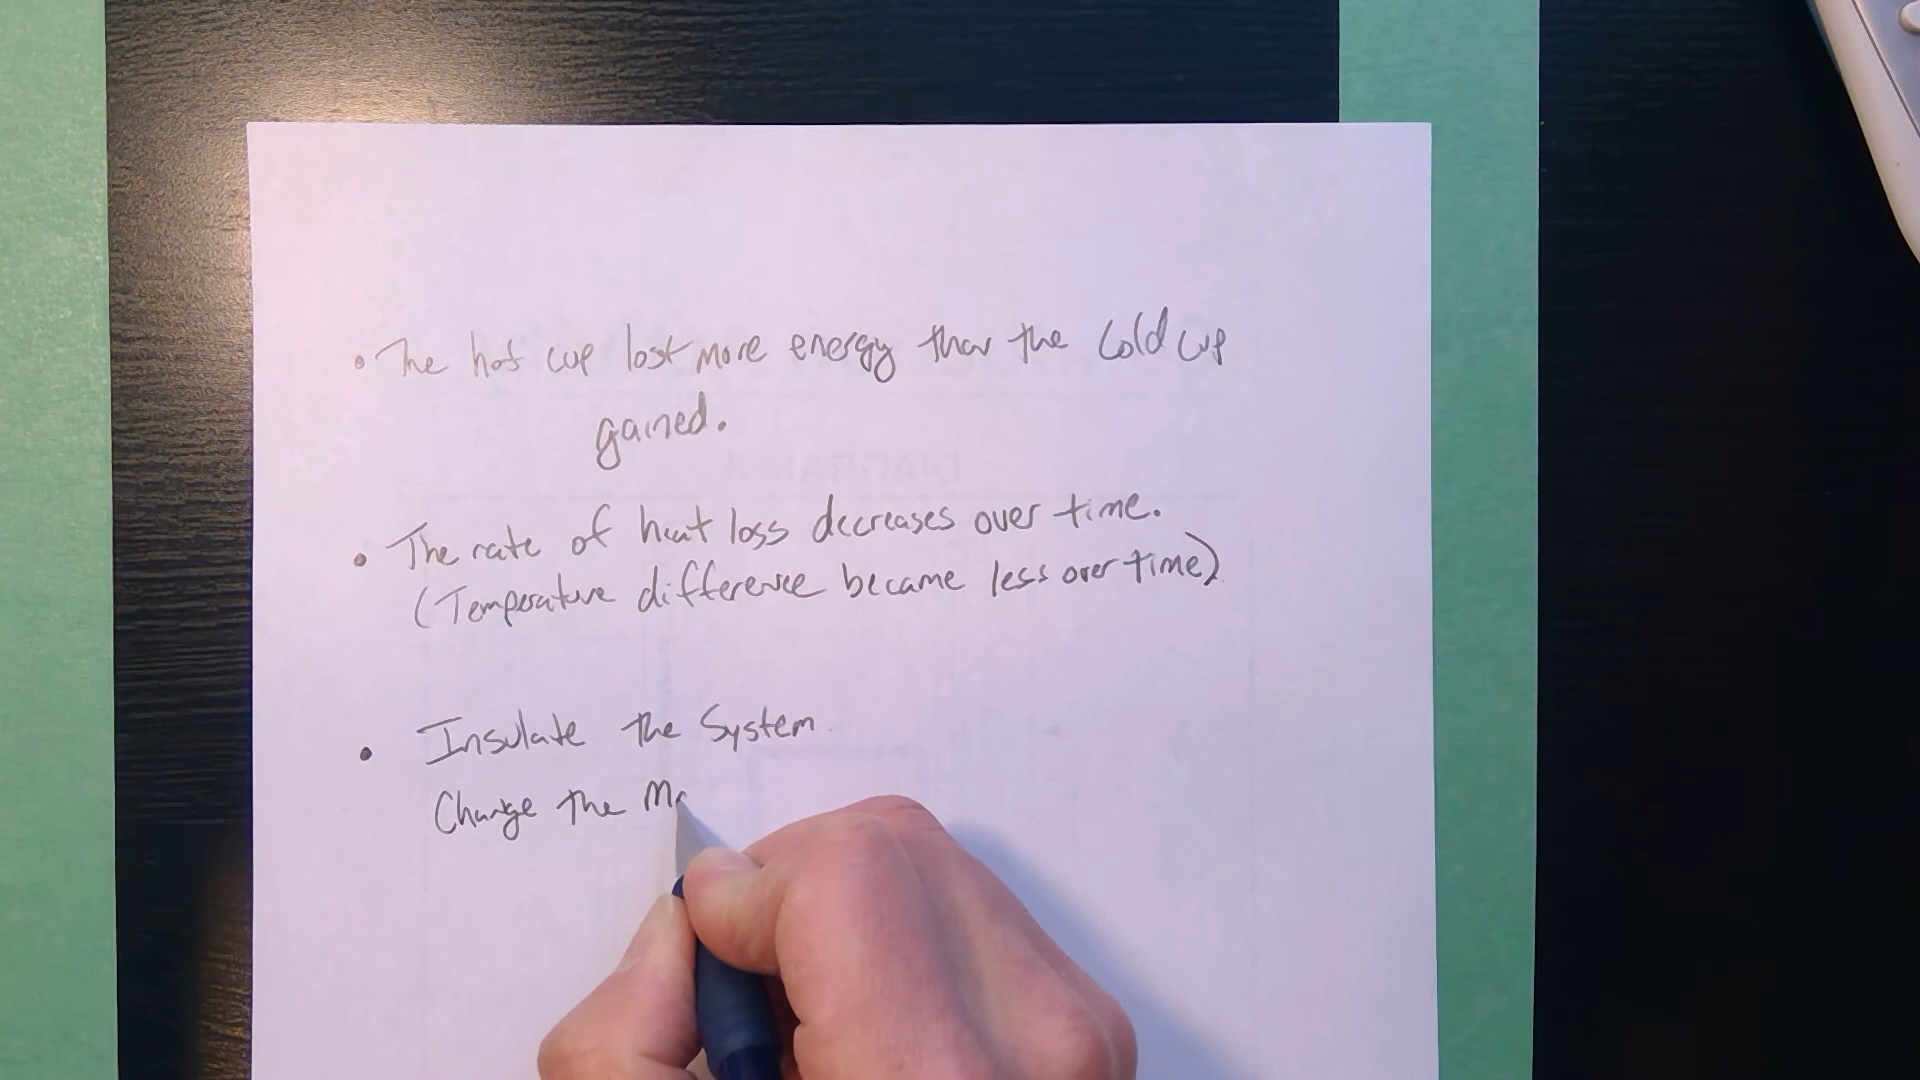 • The hot cup lost more energy than the cold cup
gained.
• The rate of heat loss decreases over time.
(Temperature difference became less over time)
• Insulate the System.
Change the